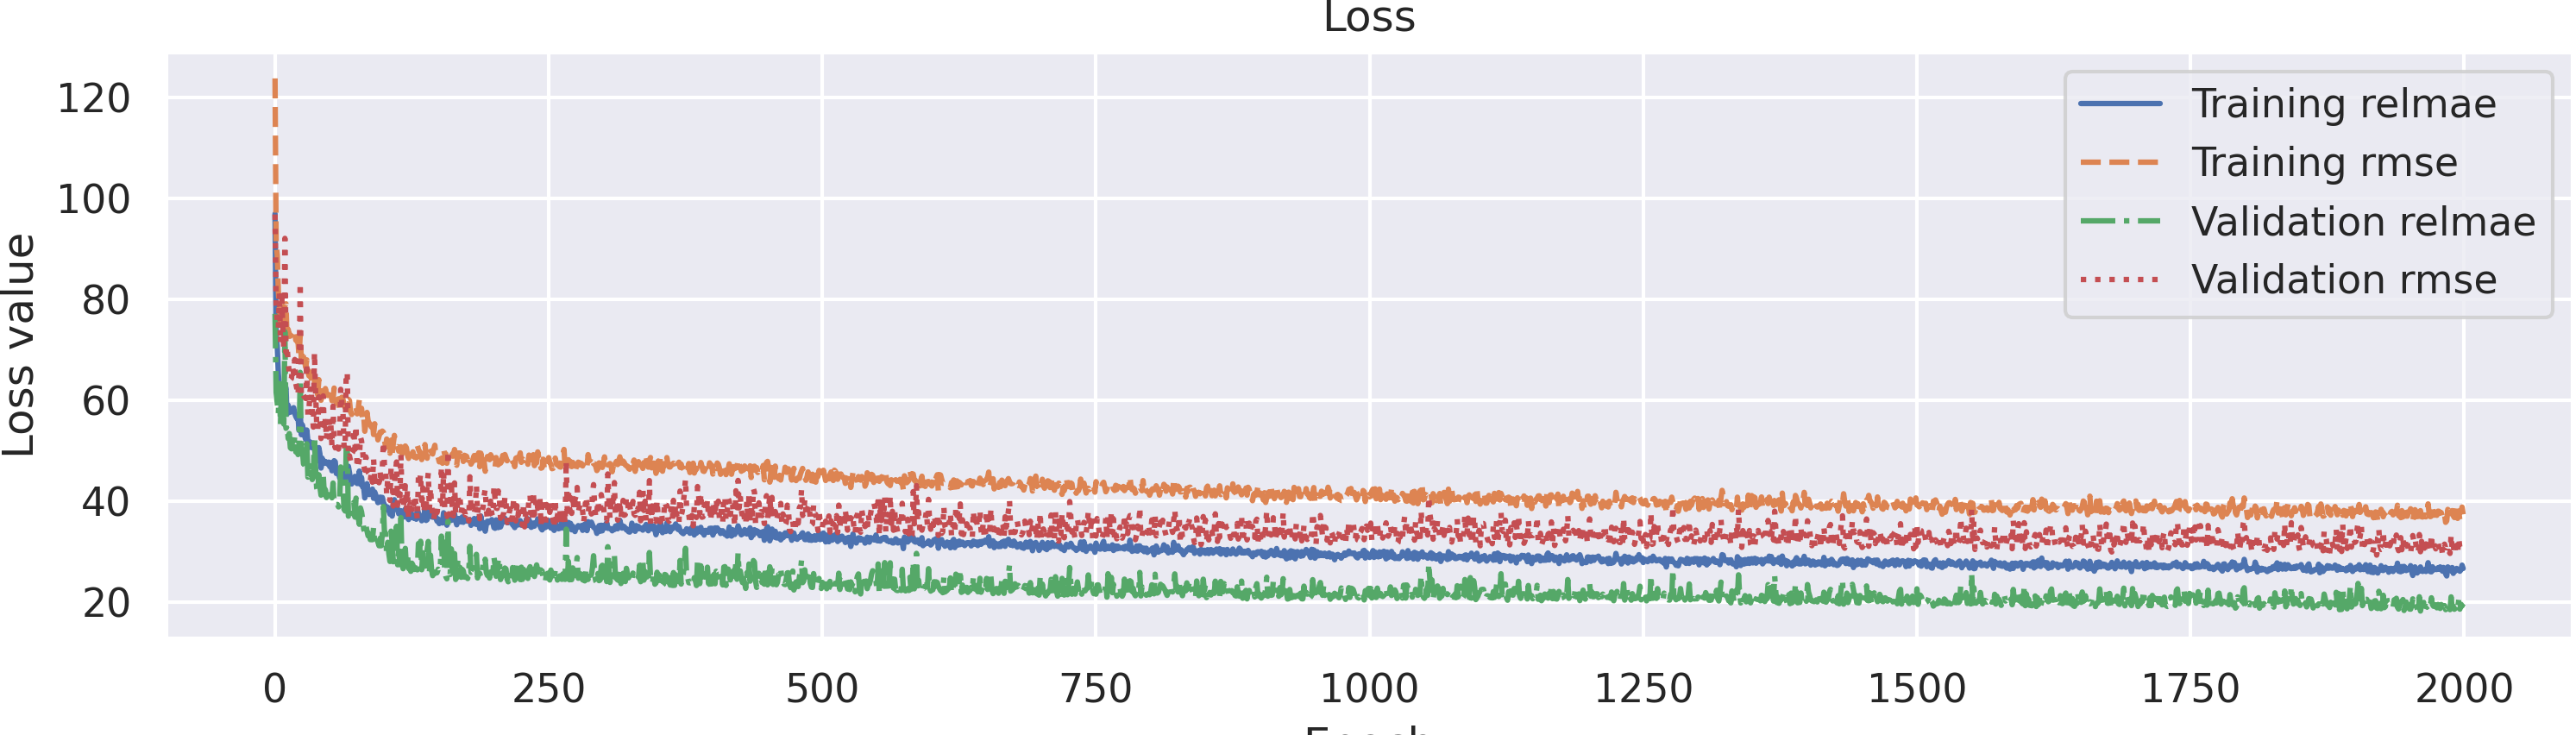 Loss
Loss value
120
100
80
60
40
20
Training relmae
Training rmse
Validation relmae
Validation rmse
0 250 500 750 1000 1250 1500 1750 2000